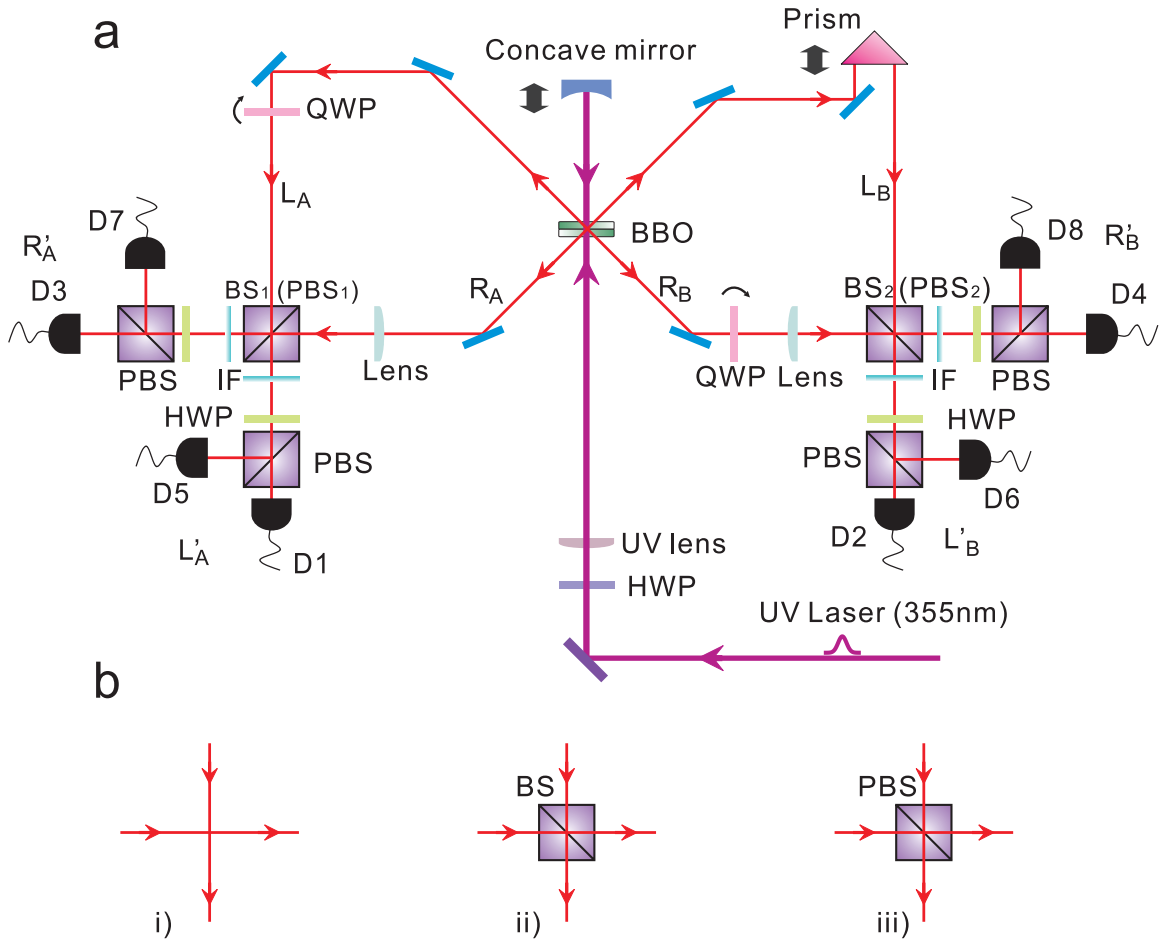 a
Concave mirror
Prism
QWP
L_A
L_B
BBO
D7
R'_A
D3
BS1 (PBS1)
R_A
R_B
D8
R'_B
BS2 (PBS2)
D4
PBS
IF
Lens
QWP
Lens
IF
PBS
HWP
HWP
PBS
PBS
D5
D6
L'_A
D1
D2
L'_B
UV lens
HWP
UV Laser (355nm)
b
BS
PBS
i)
ii)
iii)